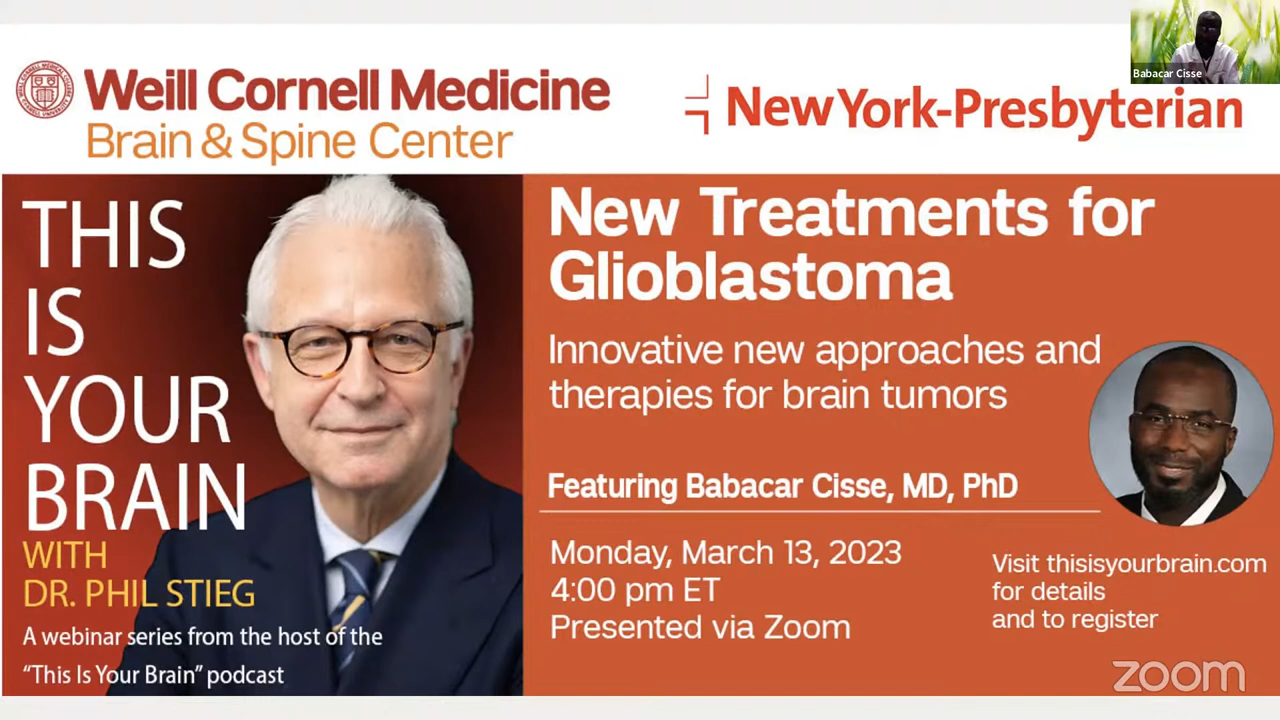 Babacar Cisse
Weill Cornell Medicine
Brain & Spine Center
NewYork-Presbyterian
THIS
IS
YOUR
BRAIN
WITH
DR. PHIL STIEG
A webinar series from the host of the
“This Is Your Brain” podcast
New Treatments for
Glioblastoma
Innovative new approaches and
therapies for brain tumors
Featuring Babacar Cisse, MD, PhD
Monday, March 13, 2023
4:00 pm ET
Presented via Zoom
Visit thisisyourbrain.com
for details
and to register
zoom